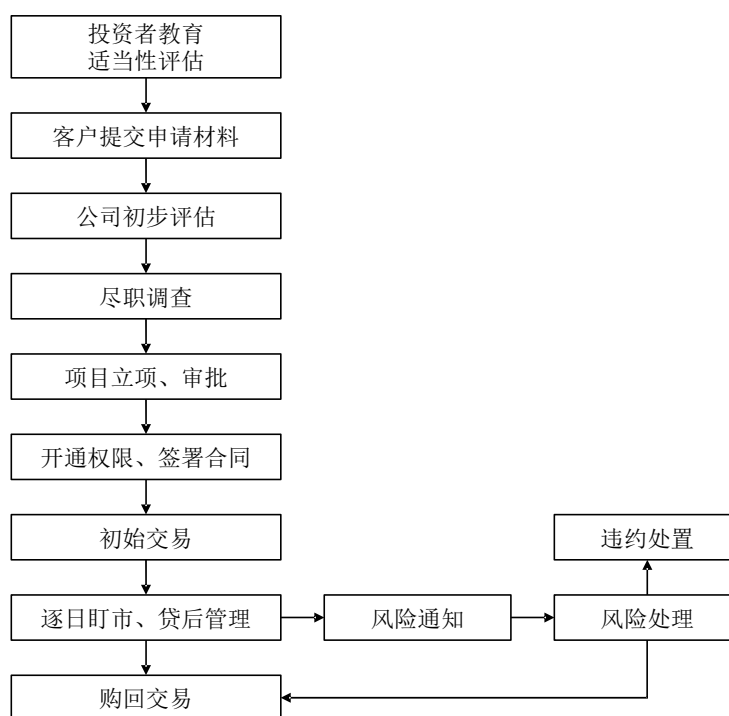 投资者教育
适当性评估
客户提交申请材料
公司初步评估
尽职调查
项目立项、审批
开通权限、签署合同
初始交易
违约处置
逐日盯市、贷后管理
风险通知
风险处理
购回交易